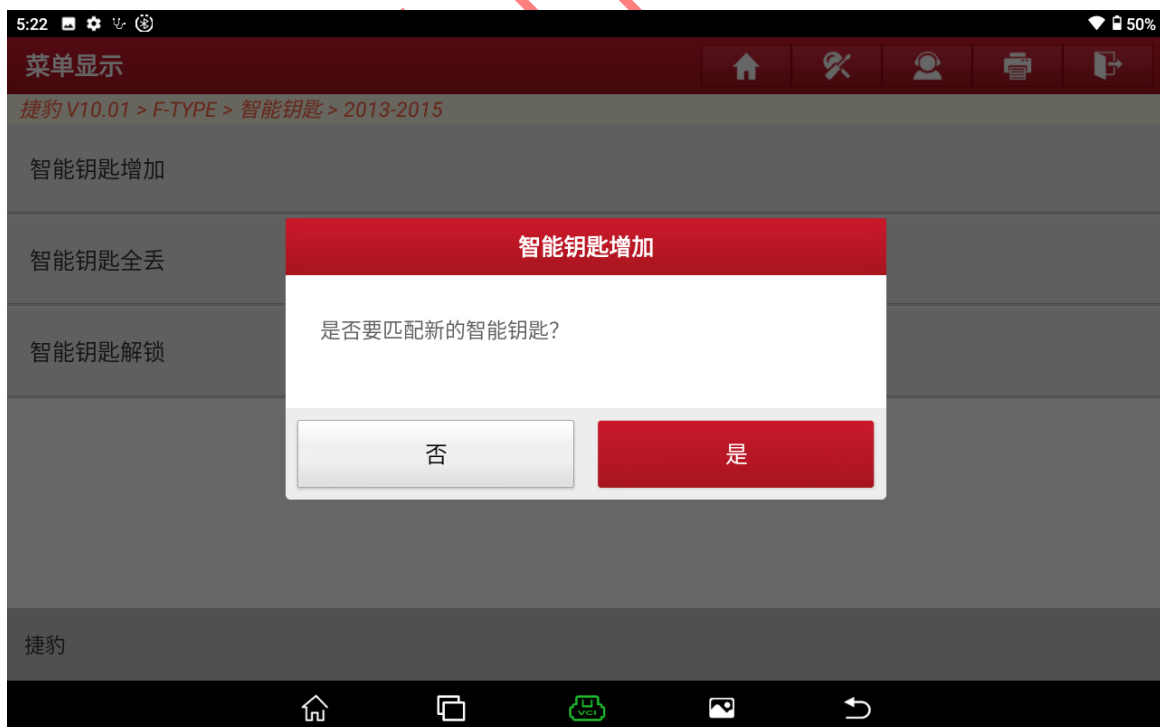 5:22
50%
菜单显示
捷豹 V10.01 > F-TYPE > 智能钥匙 > 2013-2015
智能钥匙增加
智能钥匙全丢
智能钥匙解锁
智能钥匙增加
是否要匹配新的智能钥匙?
否
是
捷豹
VCI